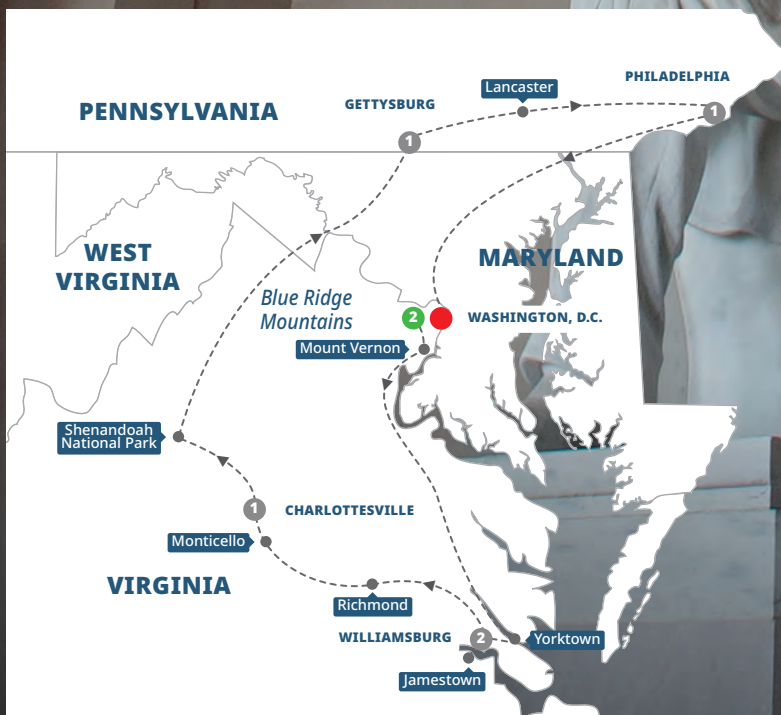 PHILADELPHIA
Lancaster
GETTYSBURG
PENNSYLVANIA
1
1
WEST
VIRGINIA
MARYLAND
Blue Ridge
Mountains
2
WASHINGTON, D.C.
Mount Vernon
Shenandoah
National Park
1
CHARLOTTESVILLE
Monticello
VIRGINIA
Richmond
WILLIAMSBURG
2
Yorktown
Jamestown